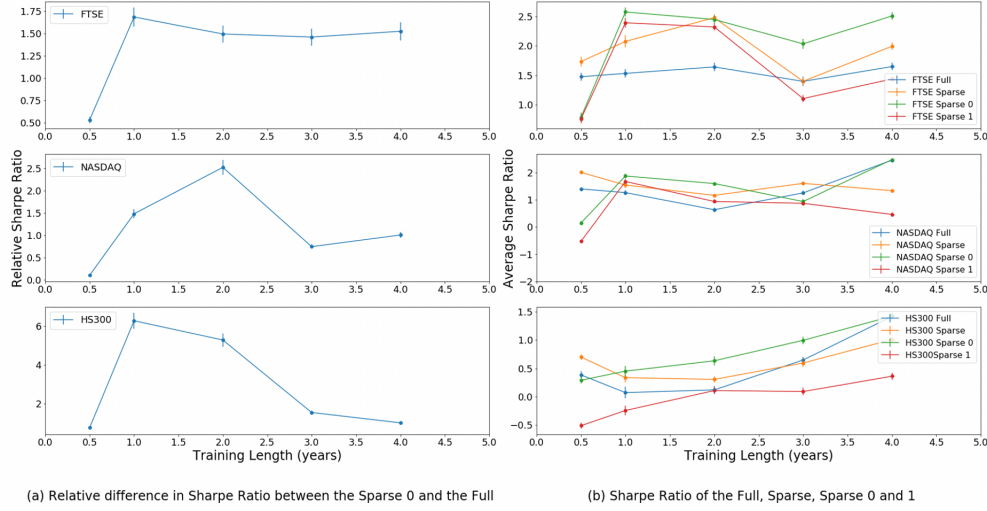 FTSE
1.75
1.50
1.25
1.00
0.75
0.50
0.0 0.5 1.0 1.5 2.0 2.5 3.0 3.5 4.0 4.5 5.0
NASDAQ
2.5
2.0
1.5
1.0
0.5
0.0
0.0 0.5 1.0 1.5 2.0 2.5 3.0 3.5 4.0 4.5 5.0
HS300
6
4
2
0.0 0.5 1.0 1.5 2.0 2.5 3.0 3.5 4.0 4.5 5.0
Relative Sharpe Ratio
Training Length (years)
(a) Relative difference in Sharpe Ratio between the Sparse 0 and the Full
2.5
2.0
1.5
1.0
FTSE Full
FTSE Sparse
FTSE Sparse 0
FTSE Sparse 1
0.0 0.5 1.0 1.5 2.0 2.5 3.0 3.5 4.0 4.5 5.0
2
1
0
−1
−2
NASDAQ Full
NASDAQ Sparse
NASDAQ Sparse 0
NASDAQ Sparse 1
0.0 0.5 1.0 1.5 2.0 2.5 3.0 3.5 4.0 4.5 5.0
1.5
1.0
0.5
0.0
−0.5
HS300 Full
HS300 Sparse
HS300 Sparse 0
HS300Sparse 1
0.0 0.5 1.0 1.5 2.0 2.5 3.0 3.5 4.0 4.5 5.0
Average Sharpe Ratio
Training Length (years)
(b) Sharpe Ratio of the Full, Sparse, Sparse 0 and 1